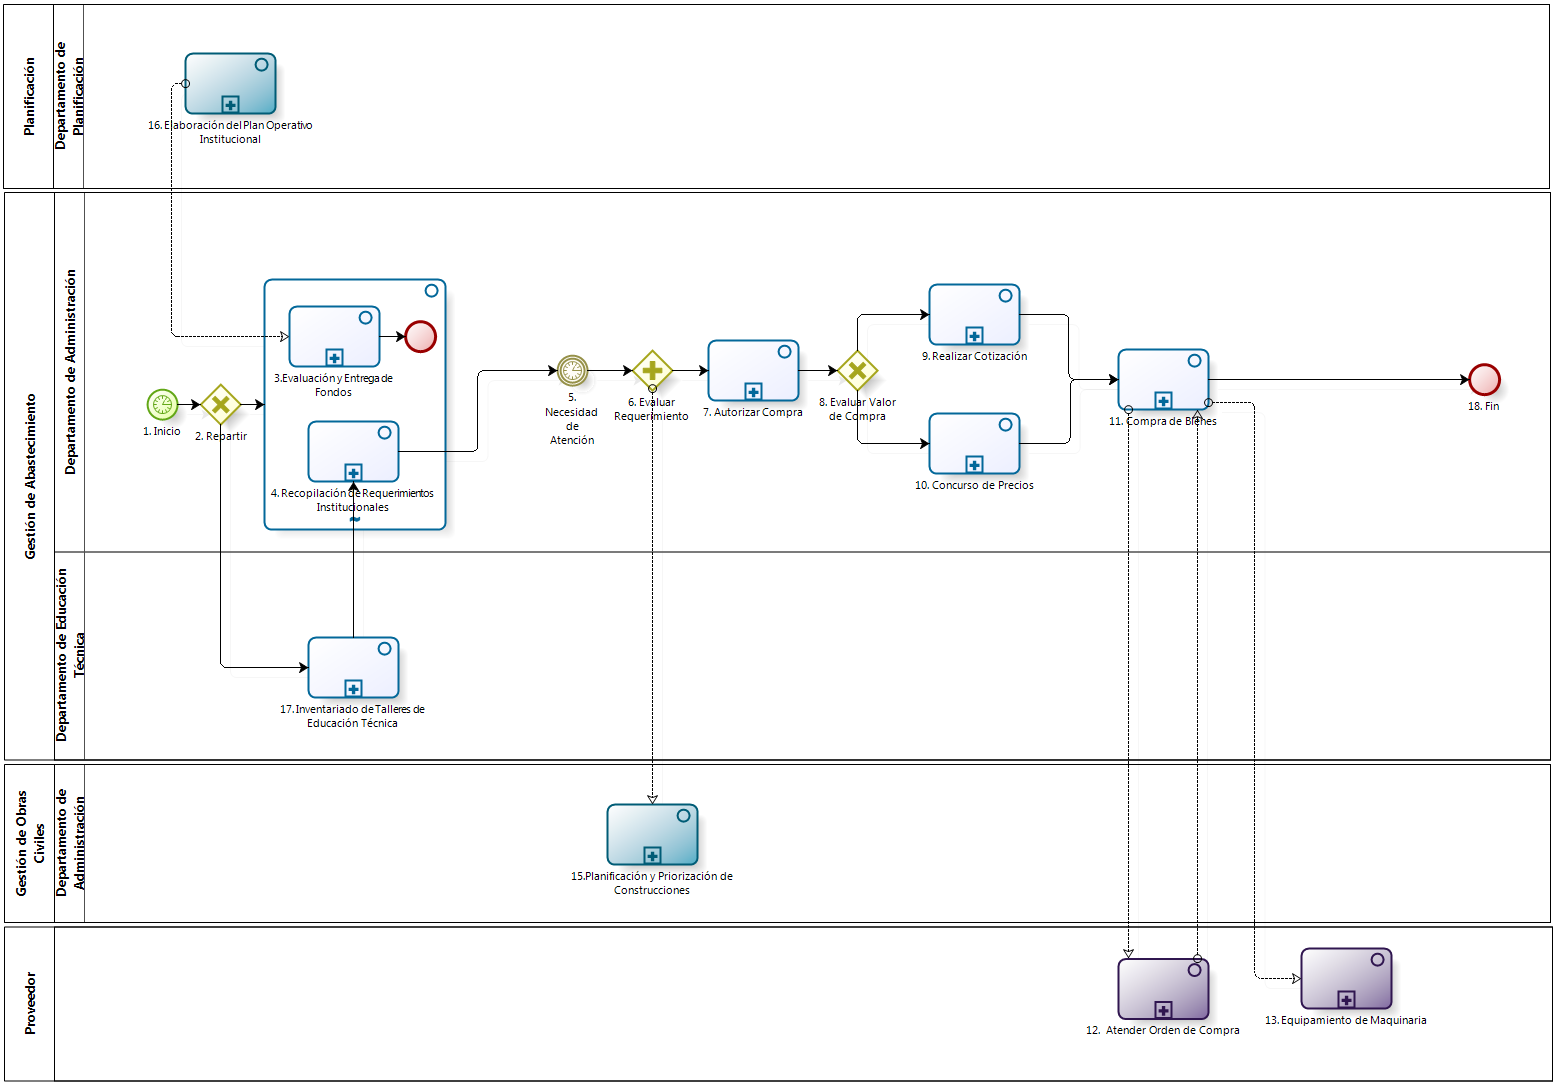 Planificación
Departamento de
Planificación
16.Elaboración del Plan Operativo
Institucional
Gestión de Abastecimiento
Departamento de Administración
1. Inicio
2. Repartir
3.Evaluación y Entrega de
Fondos
4. Recopilación de Requerimientos
Institucionales
5.
Necesidad
de
Atención
6. Evaluar
Requerimiento
7. Autorizar Compra
8. Evaluar Valor
de Compra
9. Realizar Cotización
10. Concurso de Precios
11. Compra de Bienes
18. Fin
Departamento de Educación
Técnica
17.Inventariado de Talleres de
Educación Técnica
Gestión de Obras
Civiles
Departamento de
Administración
15.Planificación y Priorización de
Construcciones
Proveedor
12. Atender Orden de Compra
13.Equipamiento de Maquinaria